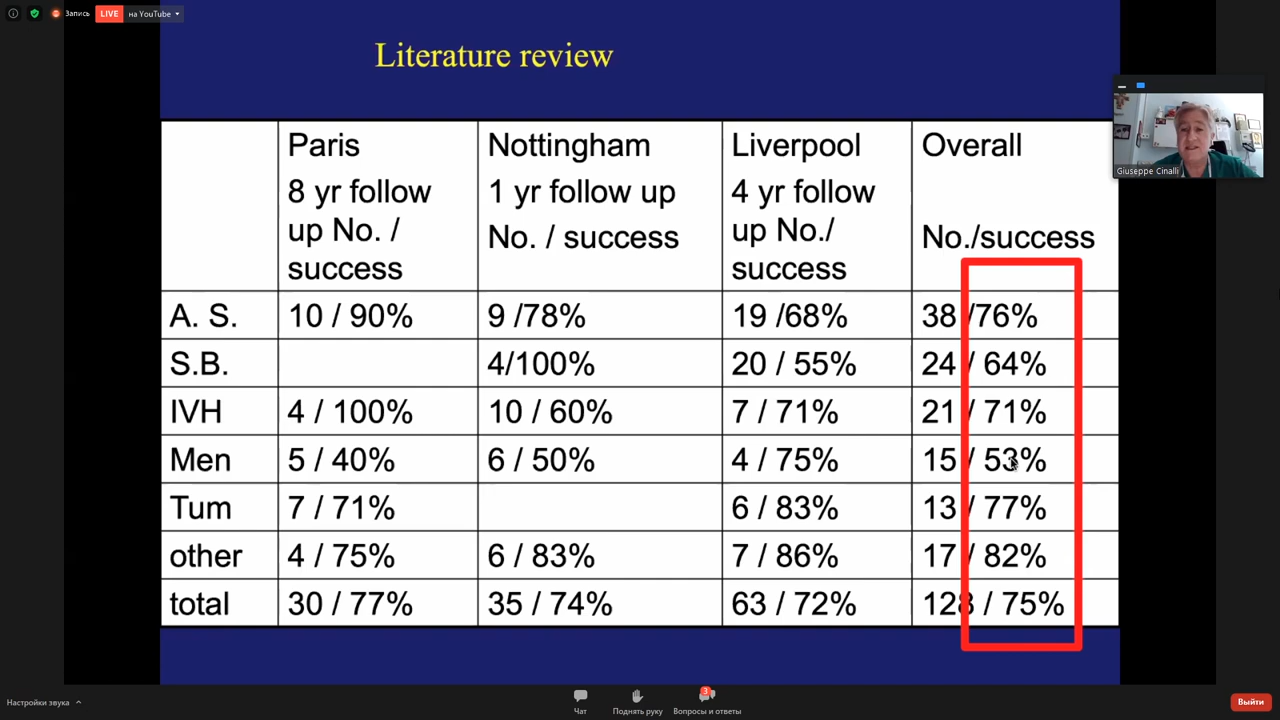 Запись LIVE на YouTube
Literature review
Giuseppe Cinalli
Paris Nottingham Liverpool Overall
8 yr follow 1 yr follow up 4 yr follow
up No. / No. / success up No./ No./success
success success
A. S. 10 / 90% 9 /78% 19 /68% 38 /76%
S.B. 4/100% 20 / 55% 24 / 64%
IVH 4 / 100% 10 / 60% 7 / 71% 21 / 71%
Men 5 / 40% 6 / 50% 4 / 75% 15 / 53%
Tum 7 / 71% 6 / 83% 13 / 77%
other 4 / 75% 6 / 83% 7 / 86% 17 / 82%
total 30 / 77% 35 / 74% 63 / 72% 128 / 75%
3
Настройки звука Чат Поднять руку Вопросы и ответы Выйти